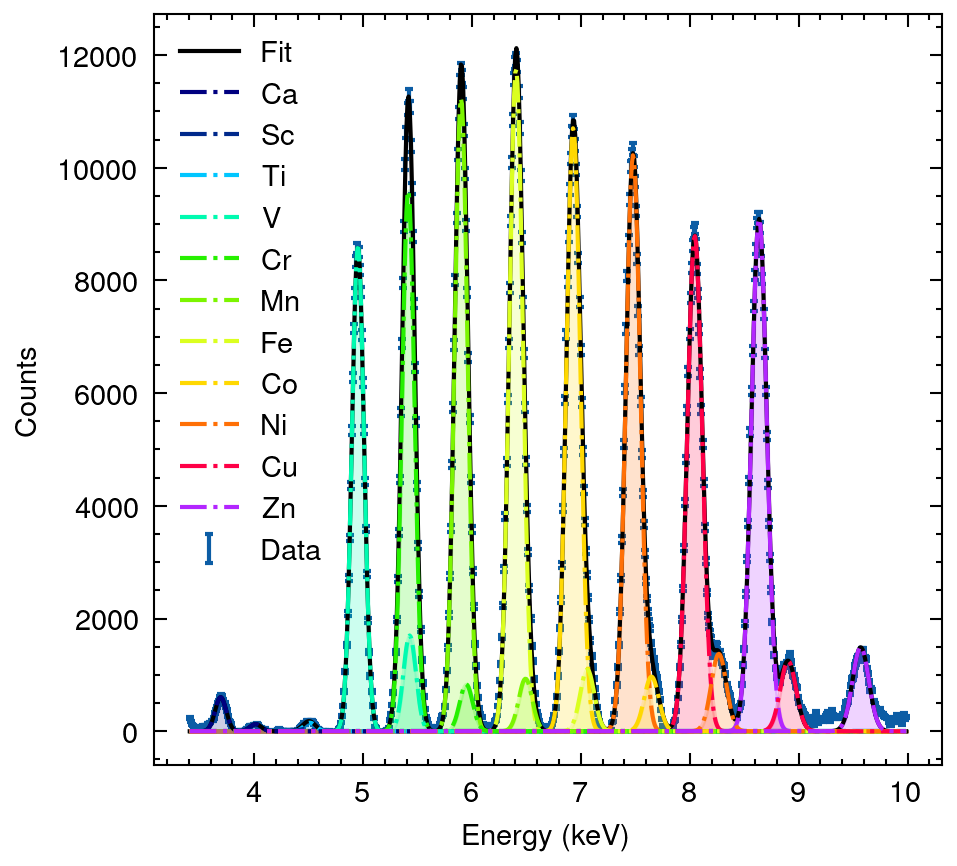 12000
10000
8000
6000
4000
2000
0
Counts
Fit
Ca
Sc
Ti
V
Cr
Mn
Fe
Co
Ni
Cu
Zn
Data
4 5 6 7 8 9 10
Energy (keV)